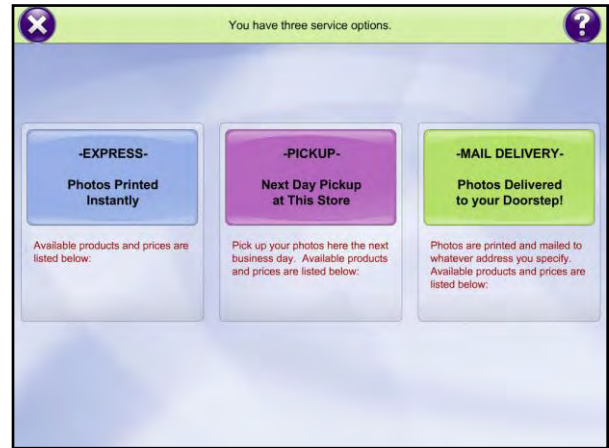 You have three service options.
?
-EXPRESS-
Photos Printed
Instantly
Available products and prices are
listed below:
-PICKUP-
Next Day Pickup
at This Store
Pick up your photos here the next
business day.  Available products
and prices are listed below:
-MAIL DELIVERY-
Photos Delivered
to your Doorstep!
Photos are printed and mailed to
whatever address you specify.
Available products and prices are
listed below: